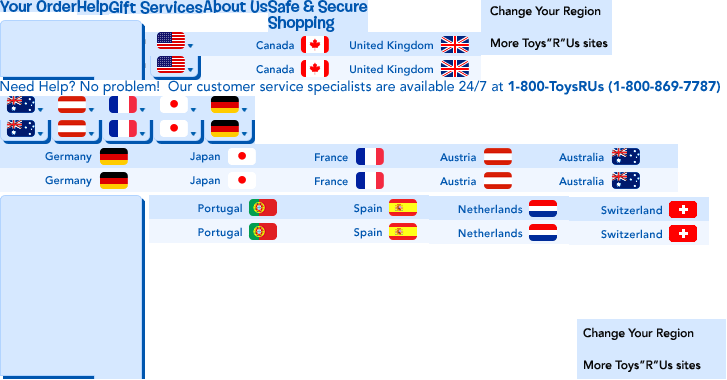 Your Order Help Gift Services About Us Safe & Secure Shopping
Change Your Region
More Toys"R"Us sites
Canada United Kingdom
Canada United Kingdom
Need Help? No problem! Our customer service specialists are available 24/7 at 1-800-ToysRUs (1-800-869-7787)
Germany Japan France Austria Australia
Germany Japan France Austria Australia
Portugal Spain Netherlands Switzerland
Portugal Spain Netherlands Switzerland
Change Your Region
More Toys"R"Us sites